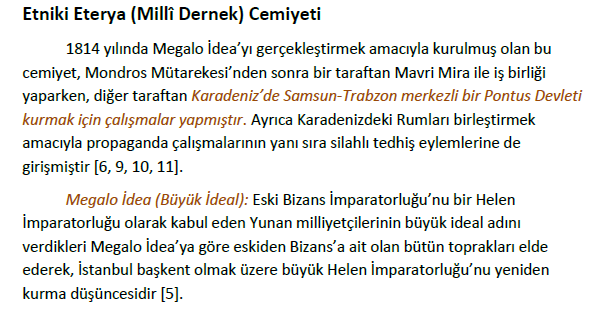 Etniki Eterya (Millî Dernek) Cemiyeti
1814 yılında Megalo İdea’yı gerçekleştirmek amacıyla kurulmuş olan bu
cemiyet, Mondros Mütarekesi’nden sonra bir taraftan Mavri Mira ile iş birliği
yaparken, diğer taraftan Karadeniz’de Samsun-Trabzon merkezli bir Pontus Devleti
kurmak için çalışmalar yapmıştır. Ayrıca Karadenizdeki Rumları birleştirmek
amacıyla propaganda çalışmalarının yanı sıra silahlı tedhiş eylemlerine de
girişmiştir [6, 9, 10, 11].
Megalo İdea (Büyük İdeal): Eski Bizans İmparatorluğu’nu bir Helen
İmparatorluğu olarak kabul eden Yunan milliyetçilerinin büyük ideal adını
verdikleri Megalo İdea’ya göre eskiden Bizans’a ait olan bütün toprakları elde
ederek, İstanbul başkent olmak üzere büyük Helen İmparatorluğu’nu yeniden
kurma düşüncesidir [5].